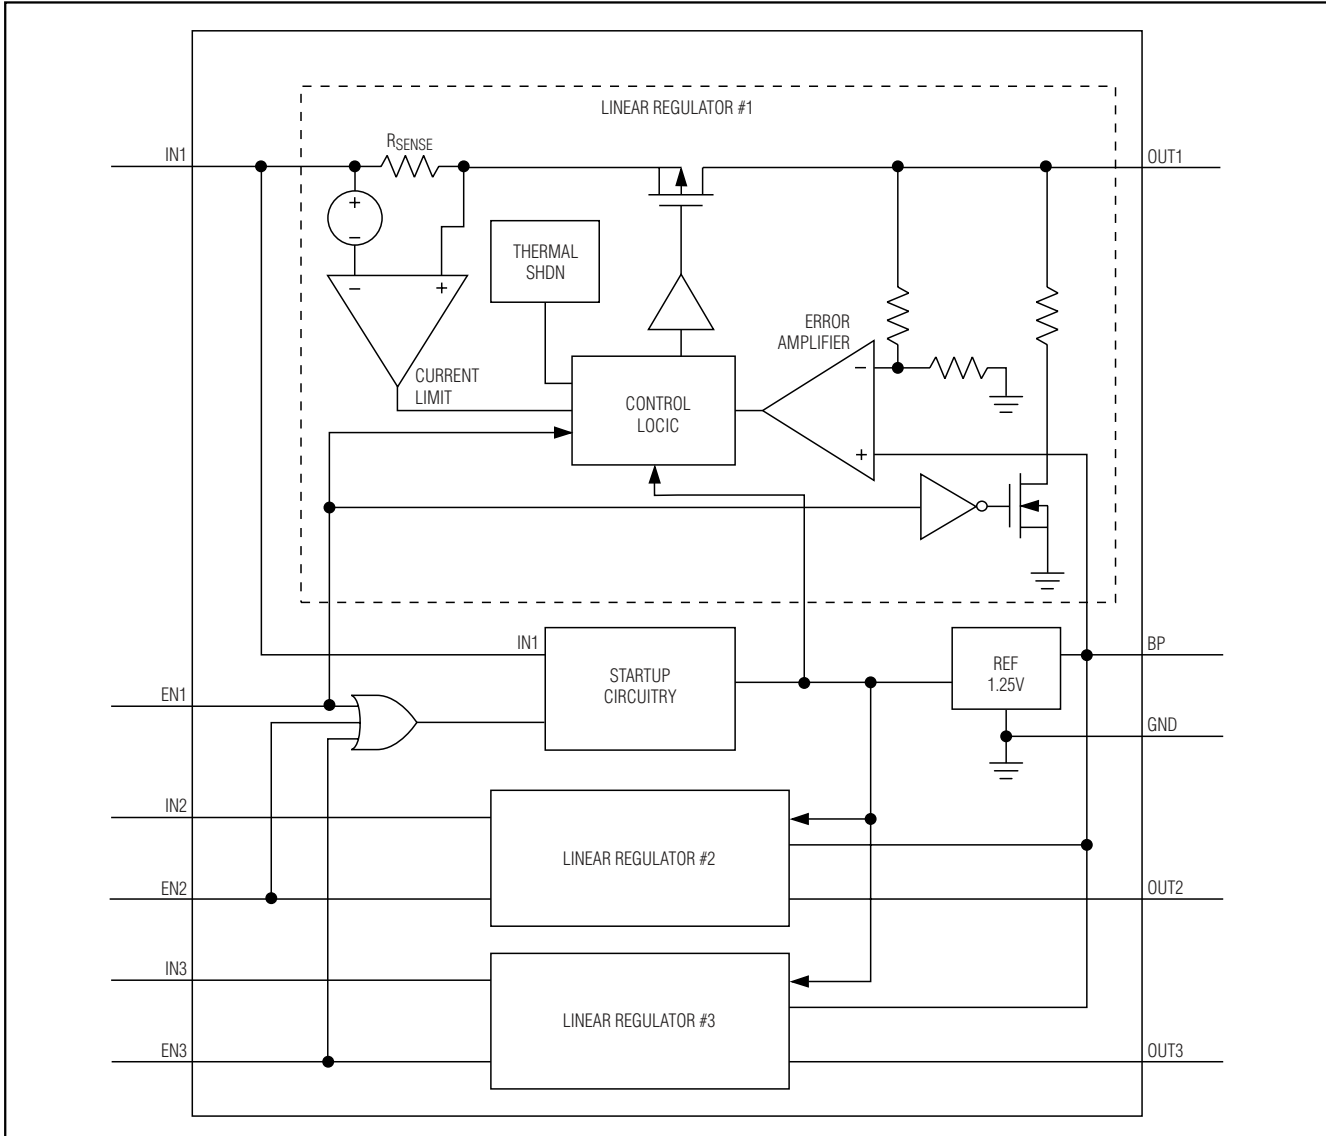 LINEAR REGULATOR #1
IN1
RSENSE
OUT1
+
−
THERMAL
SHDN
−
+
ERROR
AMPLIFIER
−
CURRENT
LIMIT
CONTROL
LOCIC
+
IN1
STARTUP
CIRCUITRY
REF
1.25V
BP
EN1
GND
IN2
LINEAR REGULATOR #2
EN2
OUT2
IN3
LINEAR REGULATOR #3
EN3
OUT3